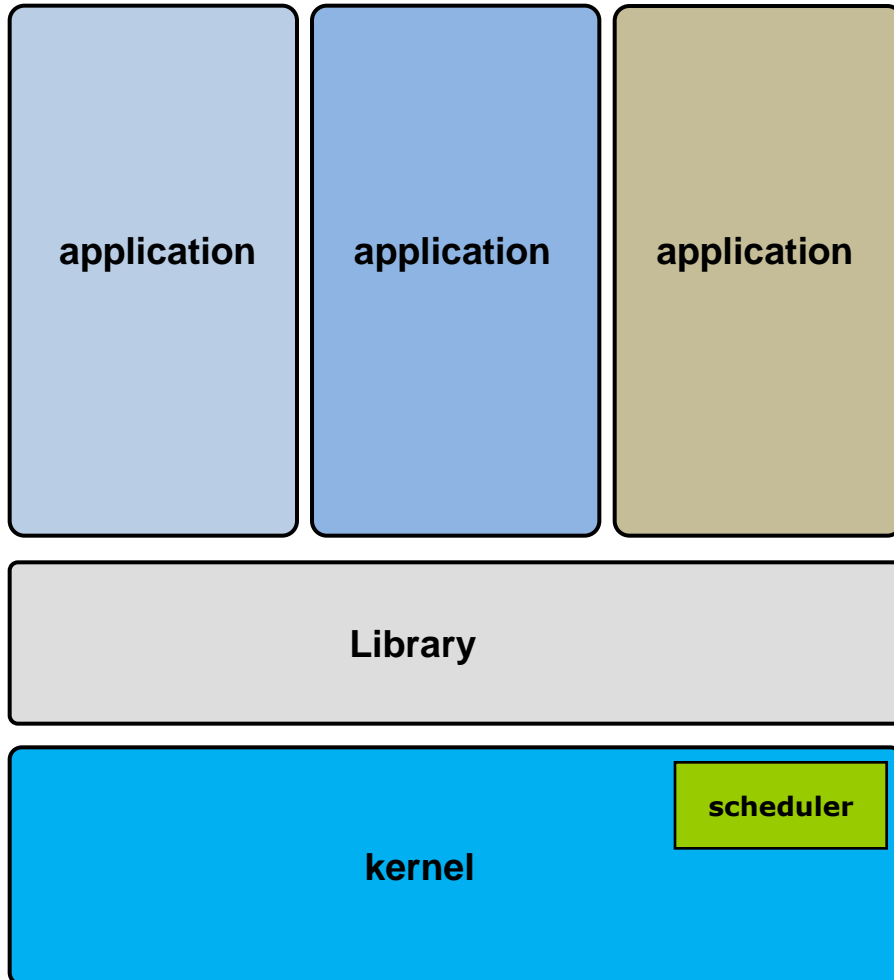 application
application
application
Library
scheduler
kernel